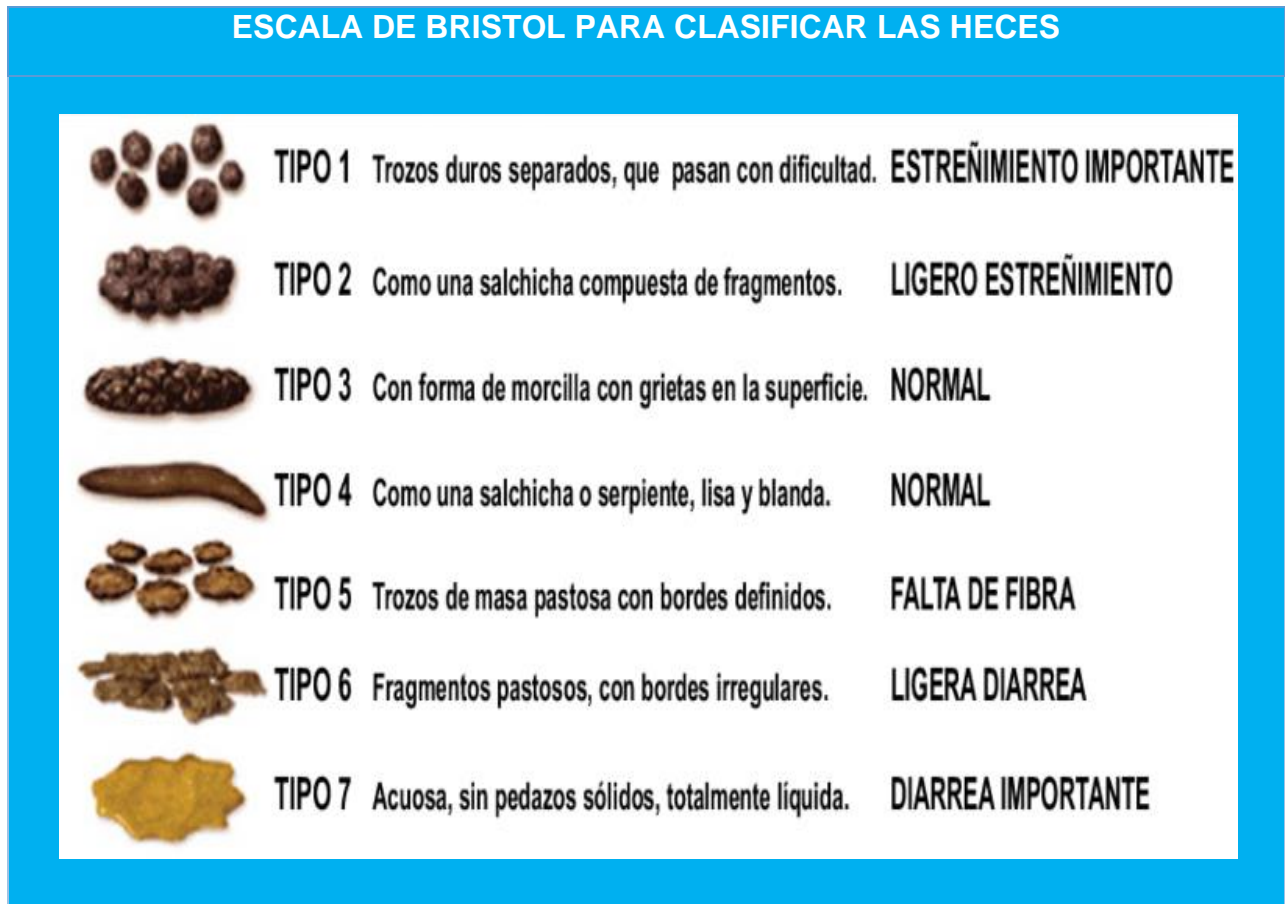 ESCALA DE BRISTOL PARA CLASIFICAR LAS HECES
TIPO 1 Trozos duros separados, que pasan con dificultad. ESTREÑIMIENTO IMPORTANTE
TIPO 2 Como una salchicha compuesta de fragmentos. LIGERO ESTREÑIMIENTO
TIPO 3 Con forma de morcilla con grietas en la superficie. NORMAL
TIPO 4 Como una salchicha o serpiente, lisa y blanda. NORMAL
TIPO 5 Trozos de masa pastosa con bordes definidos. FALTA DE FIBRA
TIPO 6 Fragmentos pastosos, con bordes irregulares. LIGERA DIARREA
TIPO 7 Acuosa, sin pedazos sólidos, totalmente líquida. DIARREA IMPORTANTE